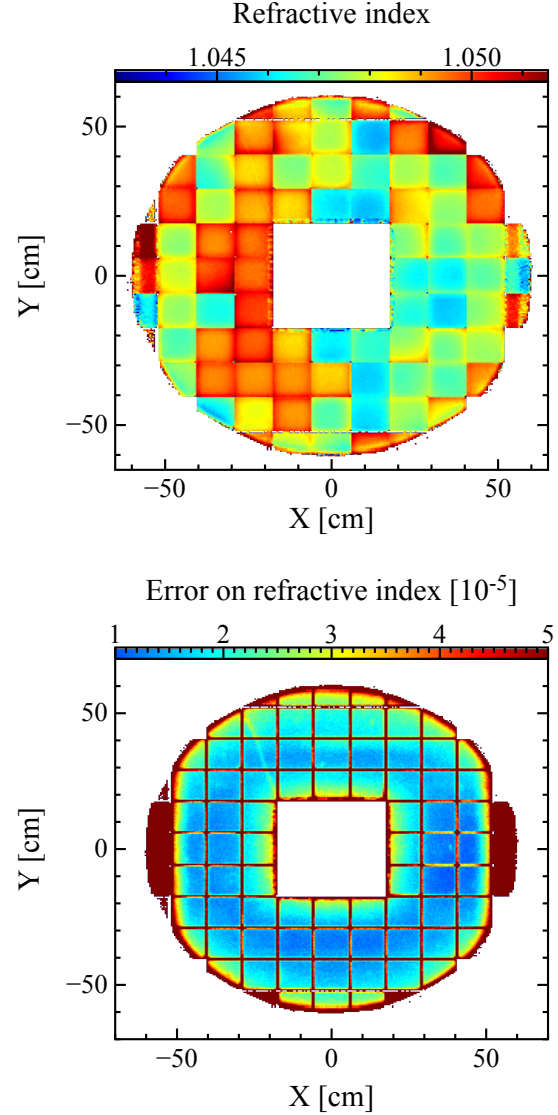 Refractive index
1.045 1.050
50
0
−50
Y [cm]
−50 0 50
X [cm]
Error on refractive index [10-5]
1 2 3 4 5
50
0
−50
Y [cm]
−50 0 50
X [cm]